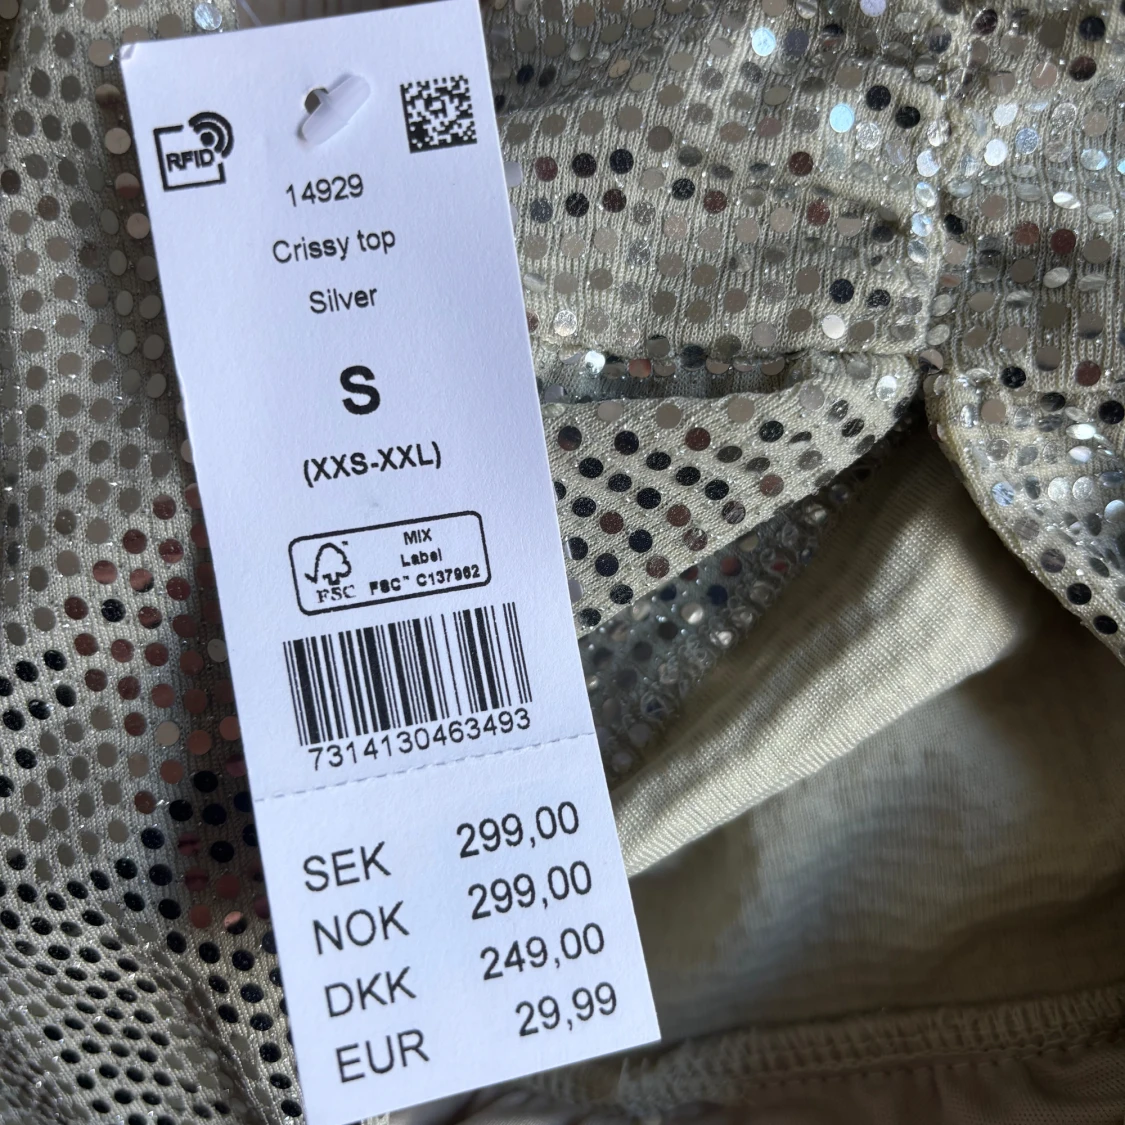 RFID
14929
Crissy top
Silver
S
(XXS-XXL)
MIX
Label
FSC™ C137962
FSC
7314130463493
SEK 299,00
NOK 299,00
DKK 249,00
EUR 29,99